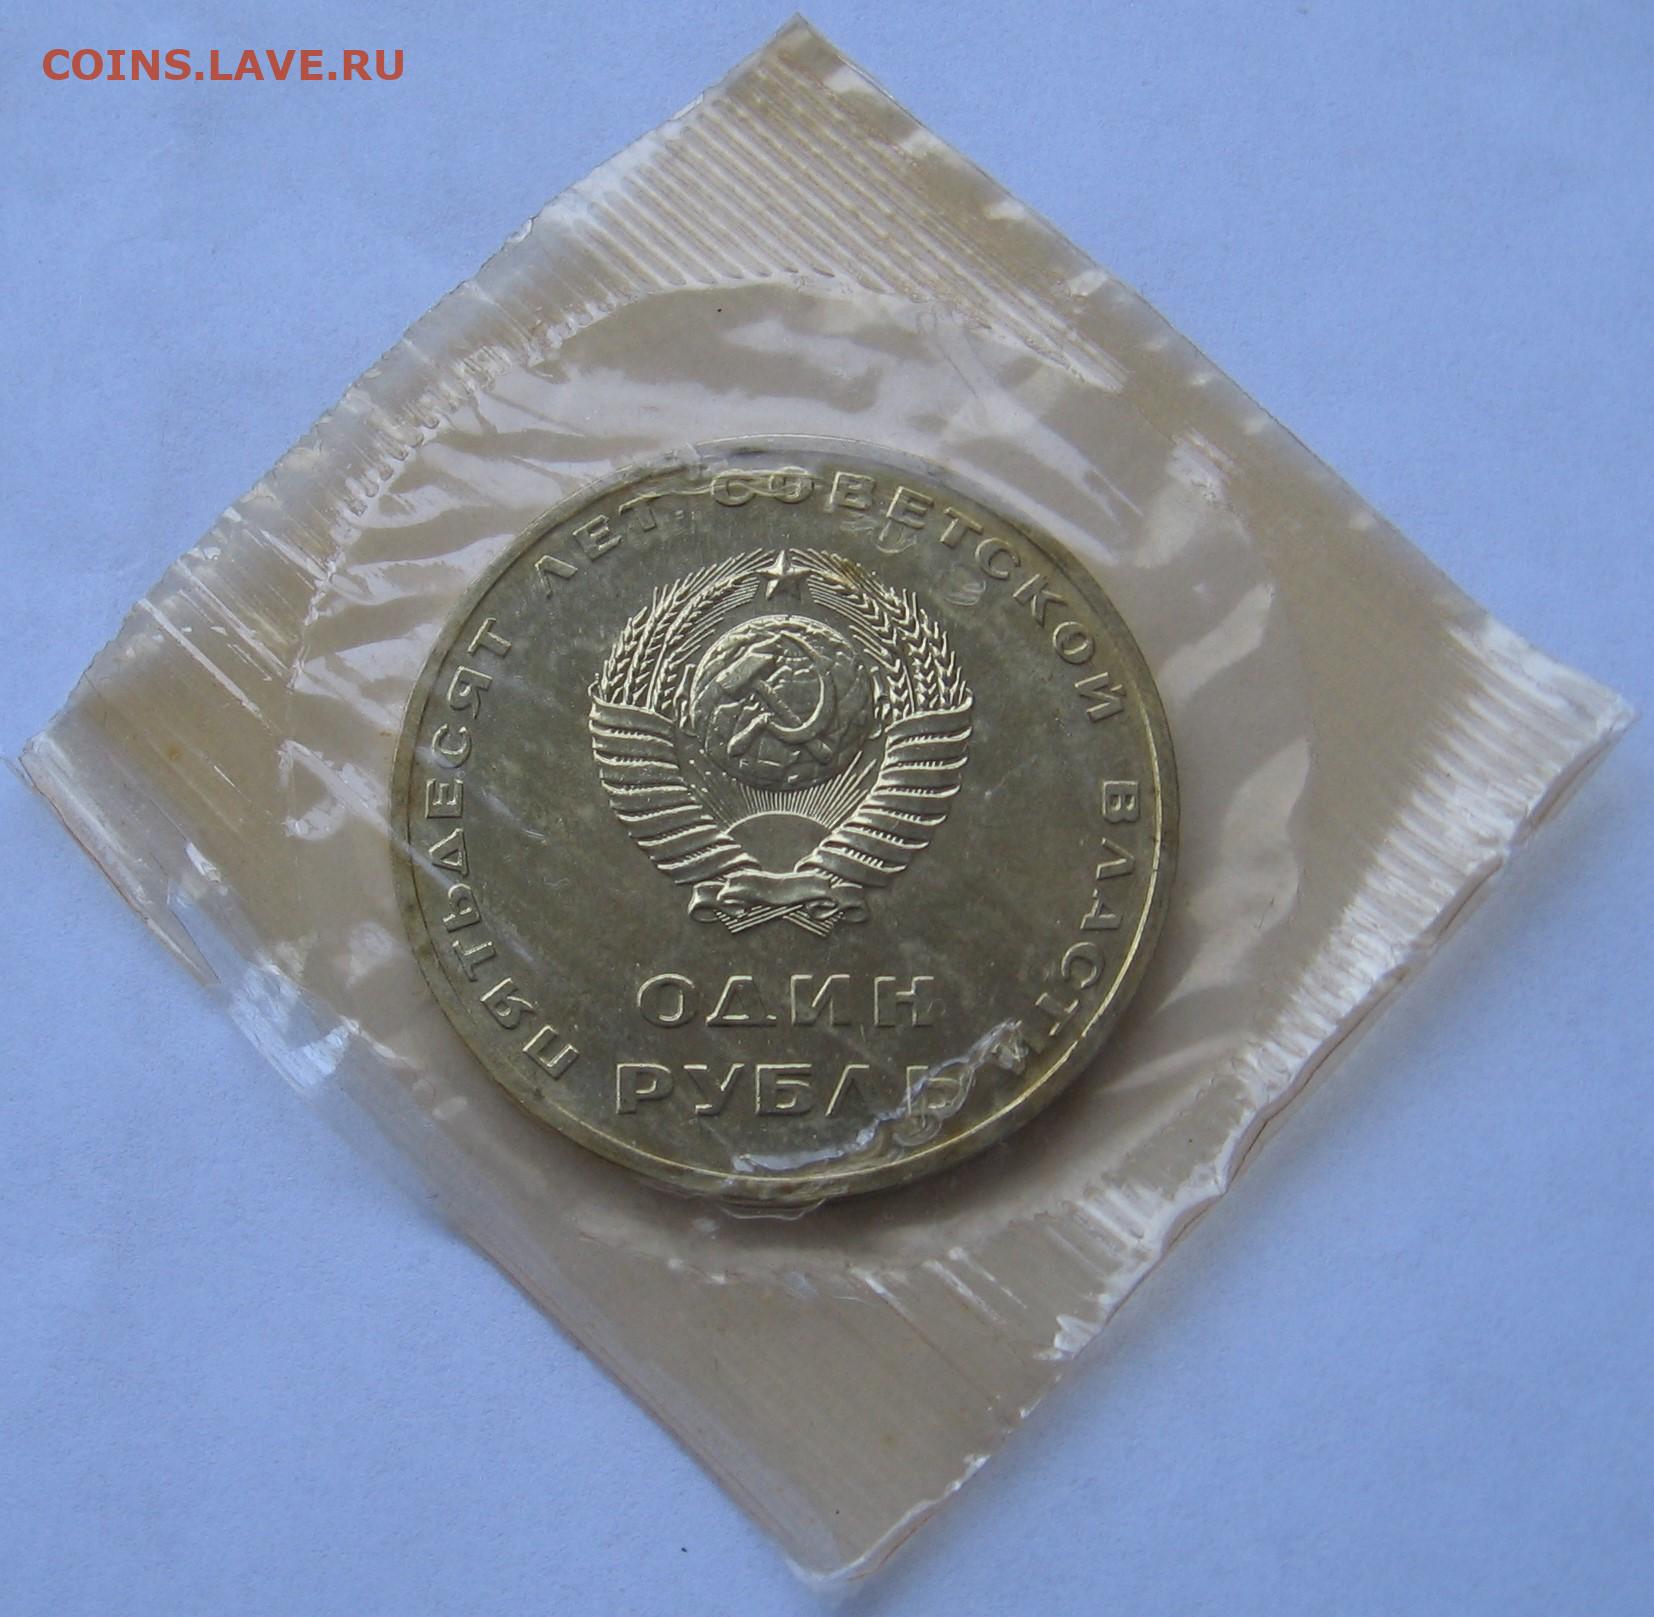 COINS.LAVE.RU
ПЯТЬДЕСЯТ ЛЕТ СОВЕТСКОЙ ВЛАСТИ
ОДИН
РУБЛЬ